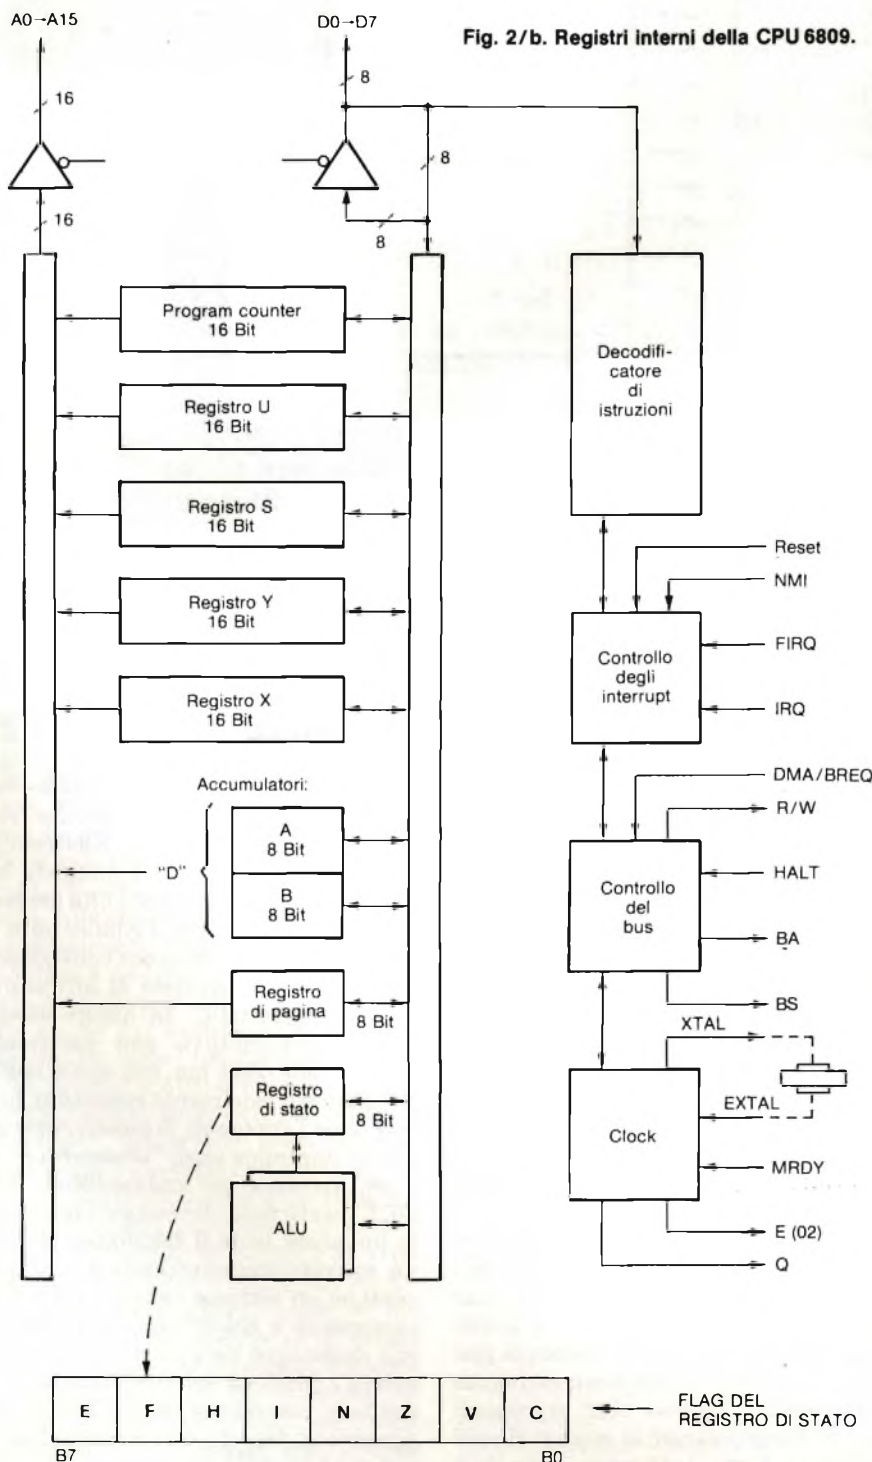 A0→A15
D0→D7
Fig. 2/b. Registri interni della CPU 6809.
8
16
8
16
8
Program counter
16 Bit
Registro U
16 Bit
Registro S
16 Bit
Registro Y
16 Bit
Registro X
16 Bit
Accumulatori:
"D"
A
8 Bit
B
8 Bit
Registro
di pagina
8 Bit
Registro
di stato
8 Bit
ALU
Decodifi-
catore
di
istruzioni
Reset
NMI
Controllo
degli
interrupt
FIRQ
IRQ
DMA/BREQ
R/W
Controllo
del
bus
HALT
BA
BS
XTAL
EXTAL
Clock
MRDY
E (02)
Q
E F H I N Z V C
FLAG DEL
REGISTRO DI STATO
B7
B0